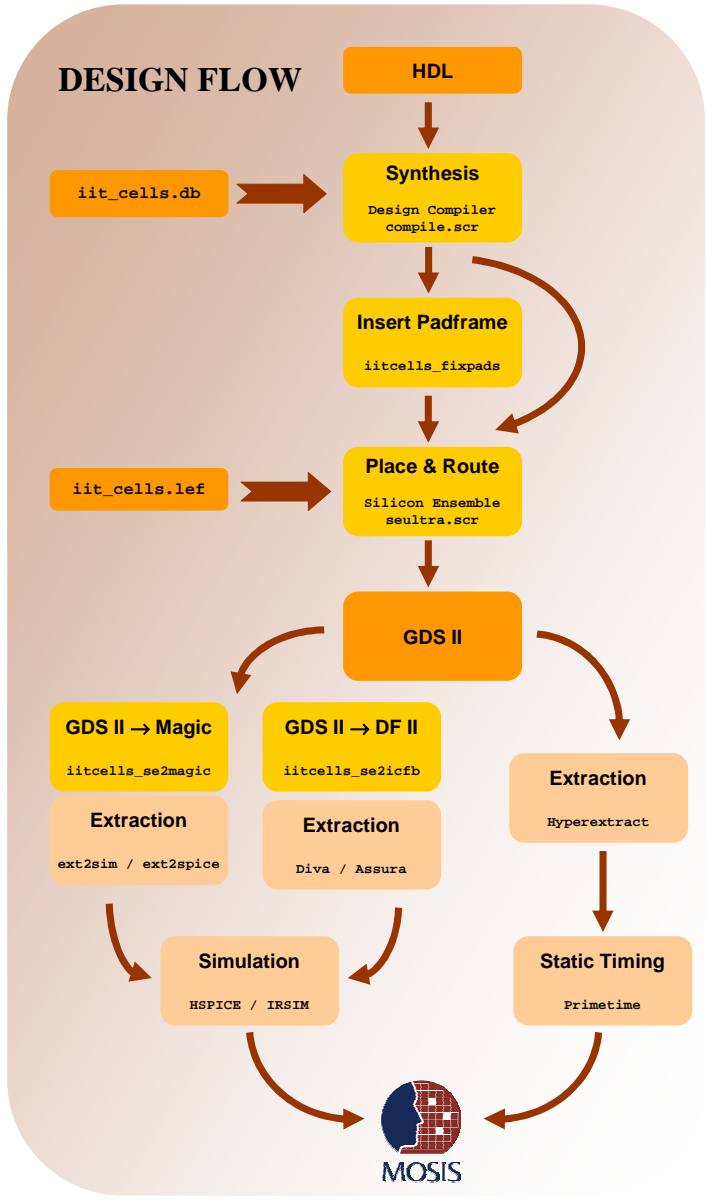 DESIGN FLOW
HDL
iit_cells.db
Synthesis
Design Compiler
compile.scr
Insert Padframe
iitcells_fixpads
iit_cells.lef
Place & Route
Silicon Ensemble
seultra.scr
GDS II
GDS II → Magic
iitcells_se2magic
GDS II → DF II
iitcells_se2icfb
Extraction
ext2sim / ext2spice
Extraction
Diva / Assura
Extraction
Hyperextract
Simulation
HSPICE / IRSIM
Static Timing
Primetime
MOSIS